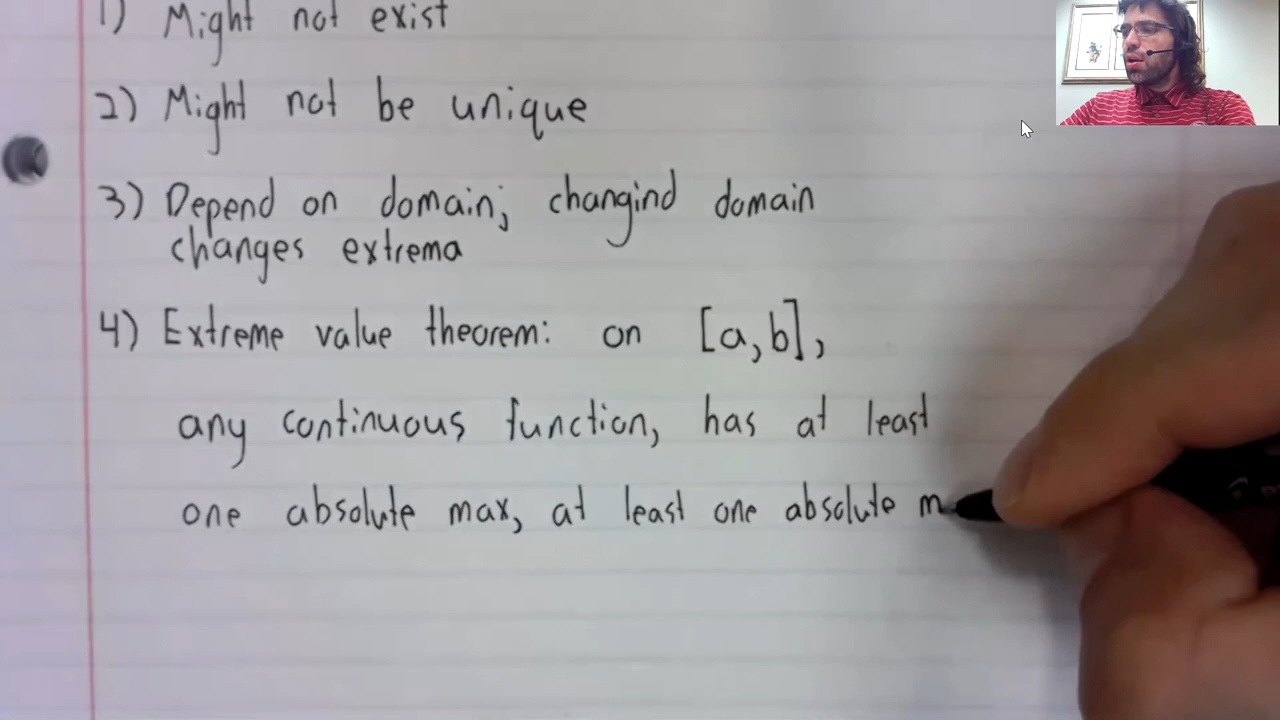 1) Might not exist
2) Might not be unique
3) Depend on domain; changind domain
changes extrema
4) Extreme value theorem: on [a,b],
any continuous function, has at least
one absolute max, at least one absolute m